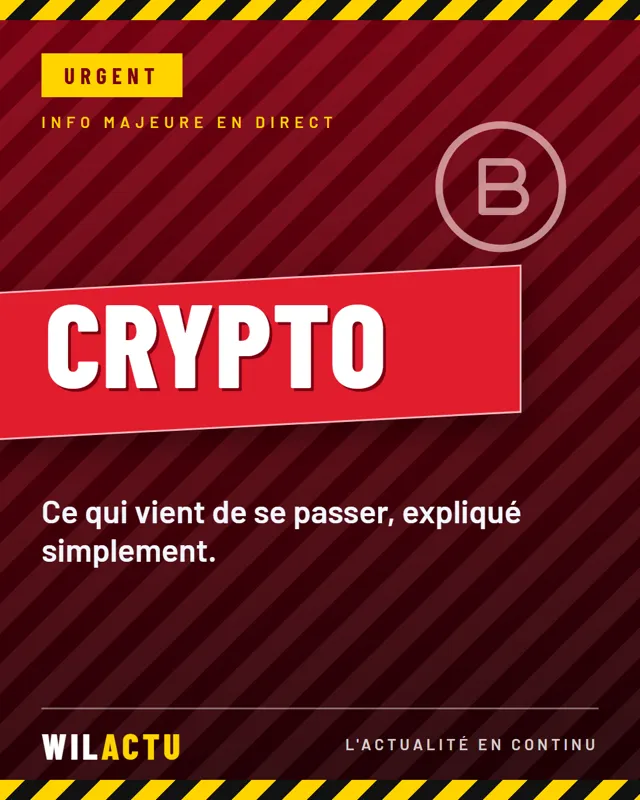 URGENT
INFO MAJEURE EN DIRECT
B
CRYPTO
Ce qui vient de se passer, expliqué
simplement.
WILACTU
L'ACTUALITÉ EN CONTINU